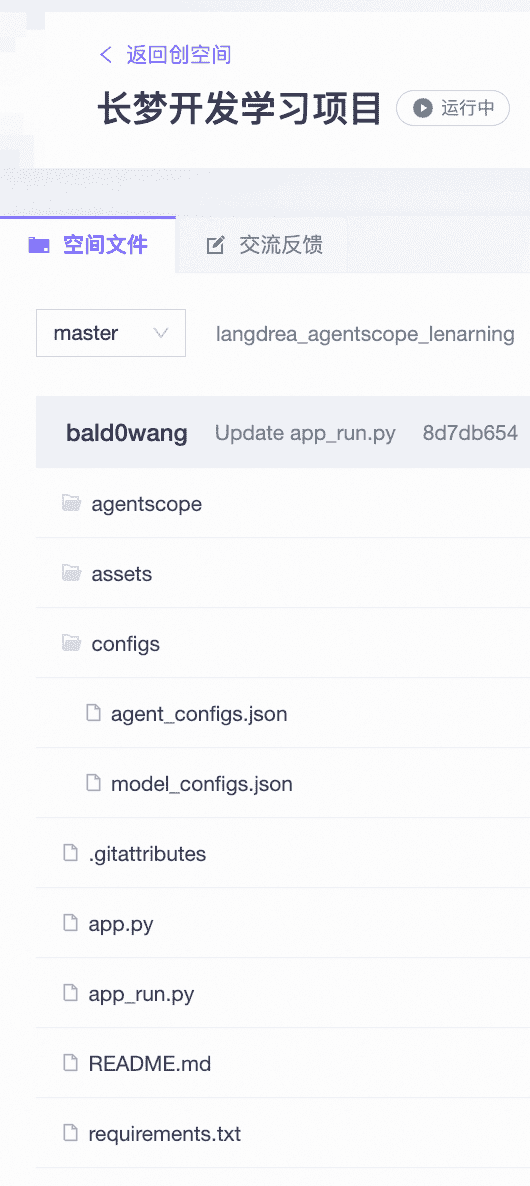 返回创空间
长梦开发学习项目 运行中
空间文件 交流反馈
master langdrea_agentscope_lenarning
bald0wang Update app_run.py 8d7db654
agentscope
assets
configs
agent_configs.json
model_configs.json
.gitattributes
app.py
app_run.py
README.md
requirements.txt